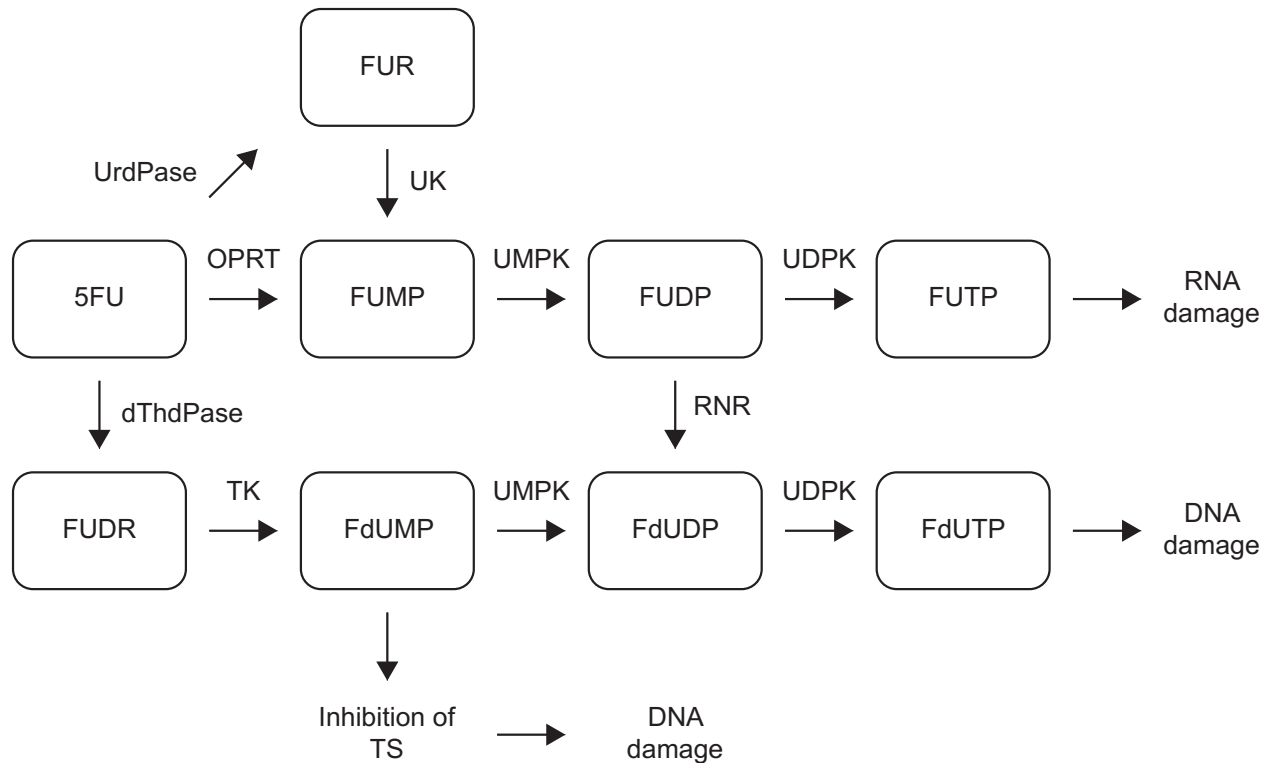 FUR
UrdPase
UK
OPRT
UMPK
UDPK
5FU
FUMP
FUDP
FUTP
RNA
damage
dThdPase
RNR
TK
UMPK
UDPK
FUDR
FdUMP
FdUDP
FdUTP
DNA
damage
Inhibition of
TS
DNA
damage